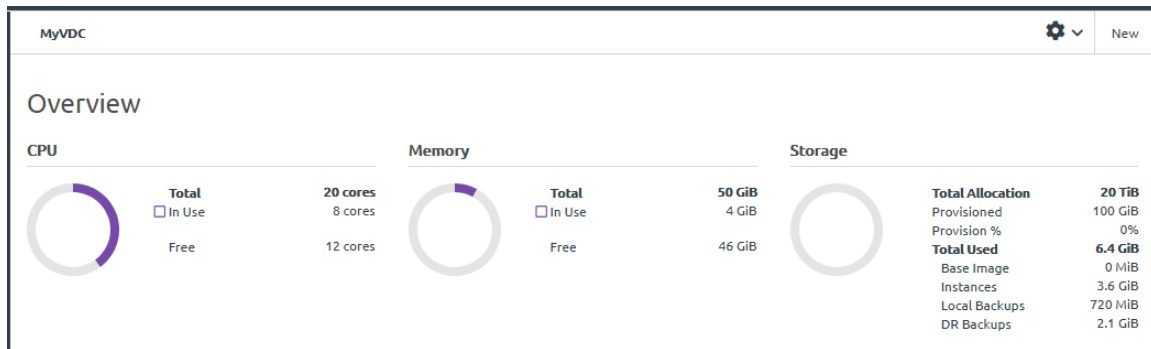 MyVDC
New
Overview
CPU
Total 20 cores
In Use 8 cores
Free 12 cores
Memory
Total 50 GiB
In Use 4 GiB
Free 46 GiB
Storage
Total Allocation 20 TiB
Provisioned 100 GiB
Provision % 0%
Total Used 6.4 GiB
Base Image 0 MiB
Instances 3.6 GiB
Local Backups 720 MiB
DR Backups 2.1 GiB